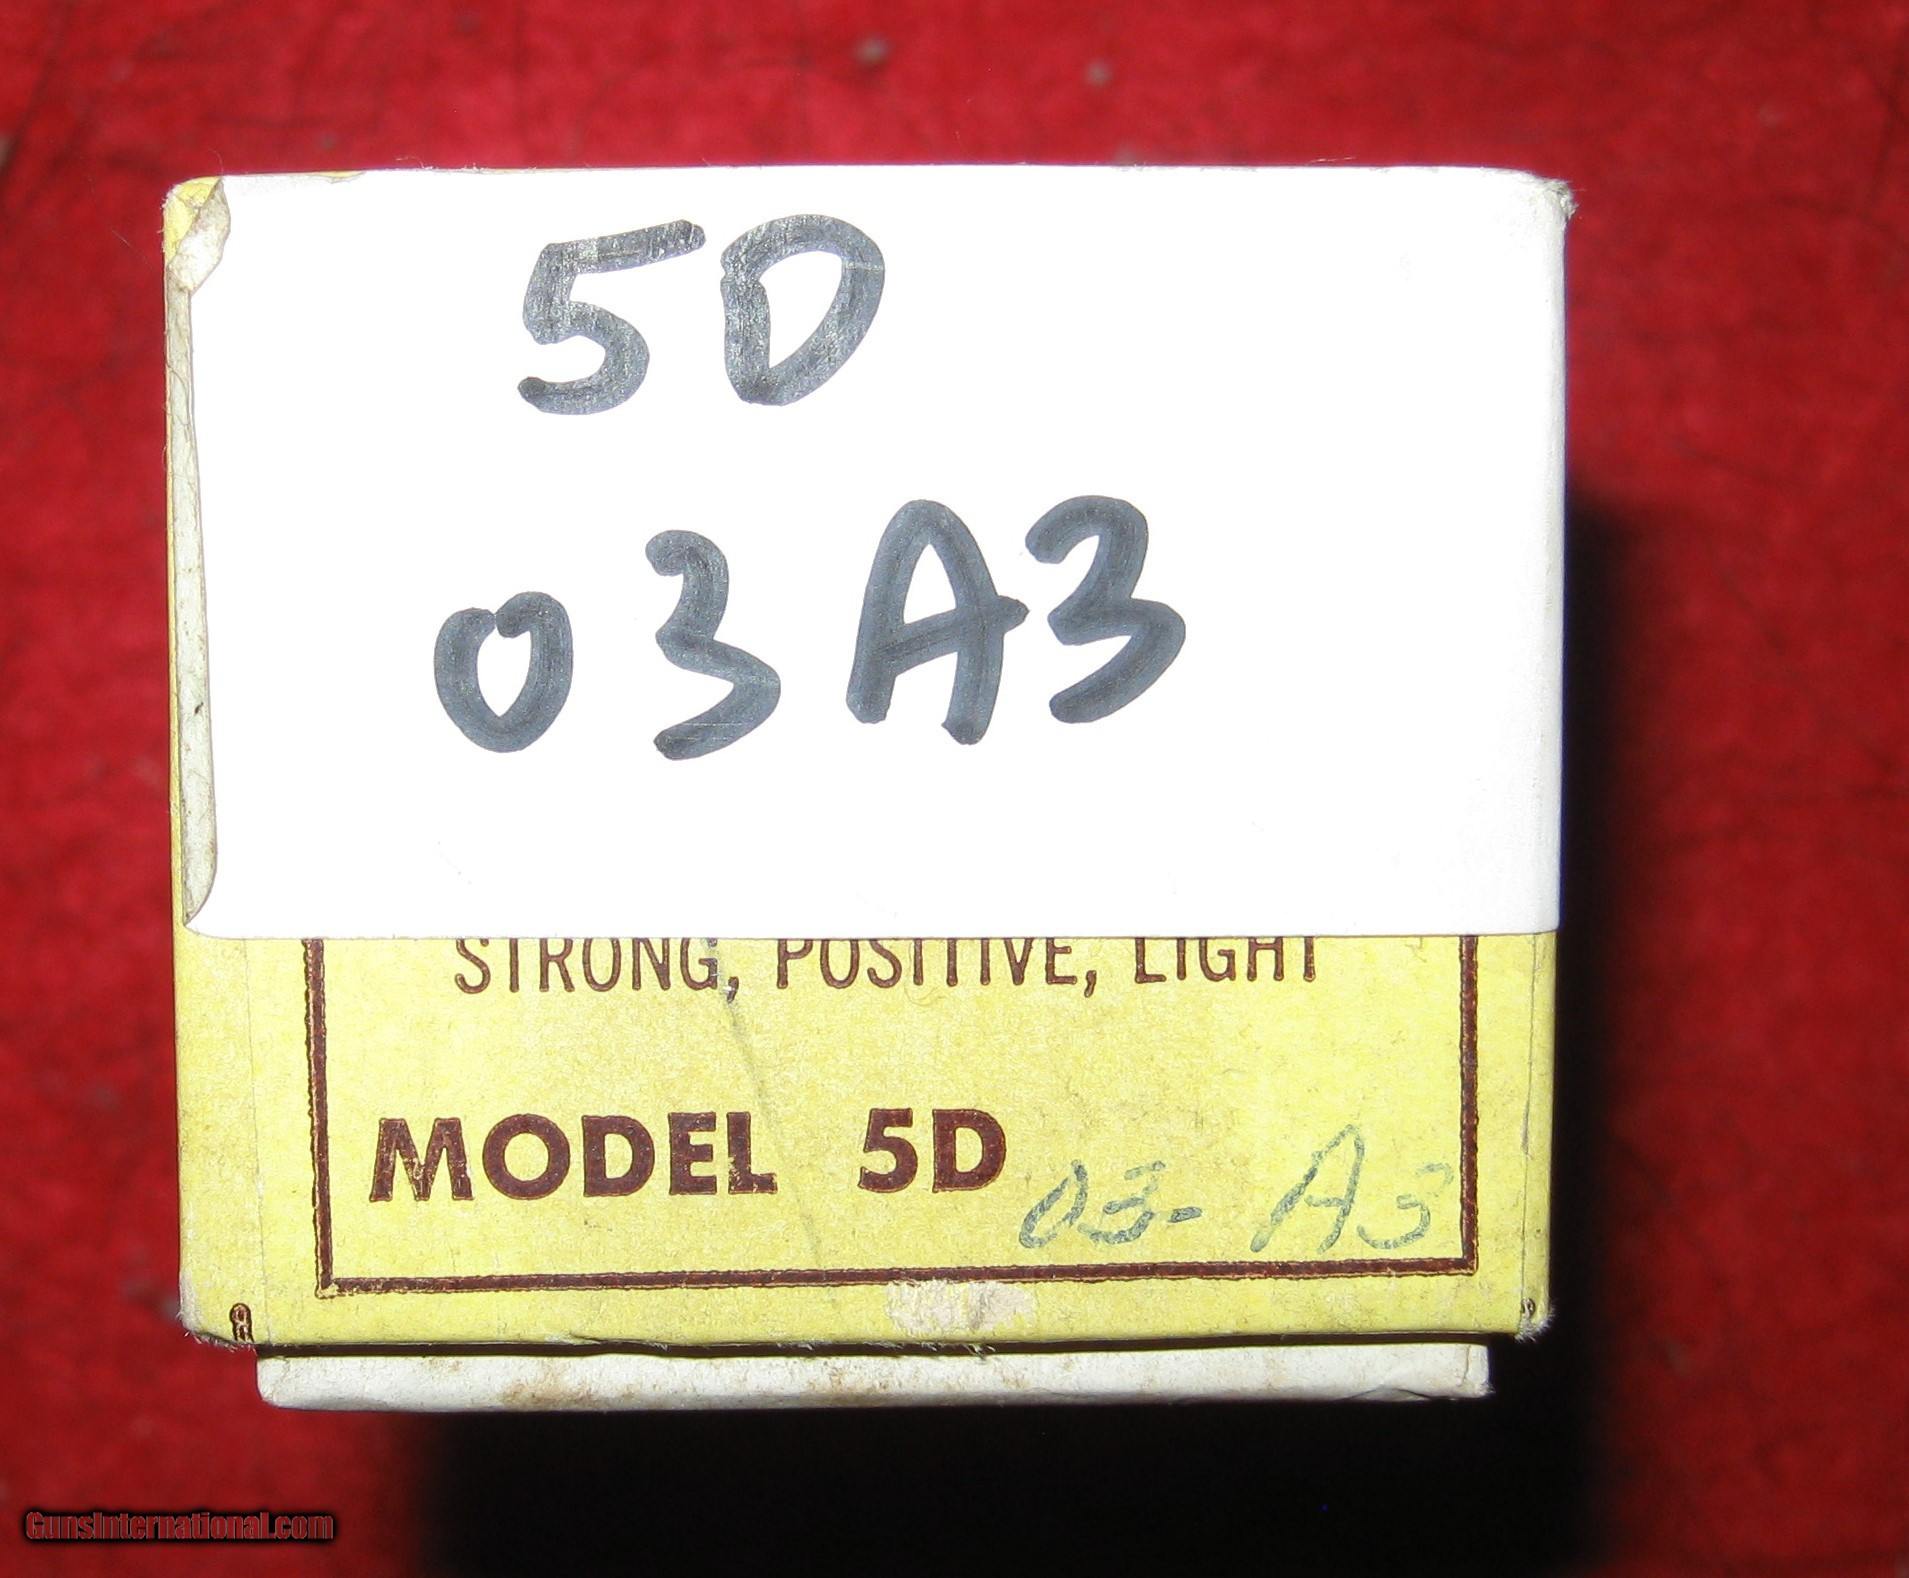 5D
03A3
STRONG, POSITIVE, LIGHT
MODEL 5D
03-A3
GunsInternational.com